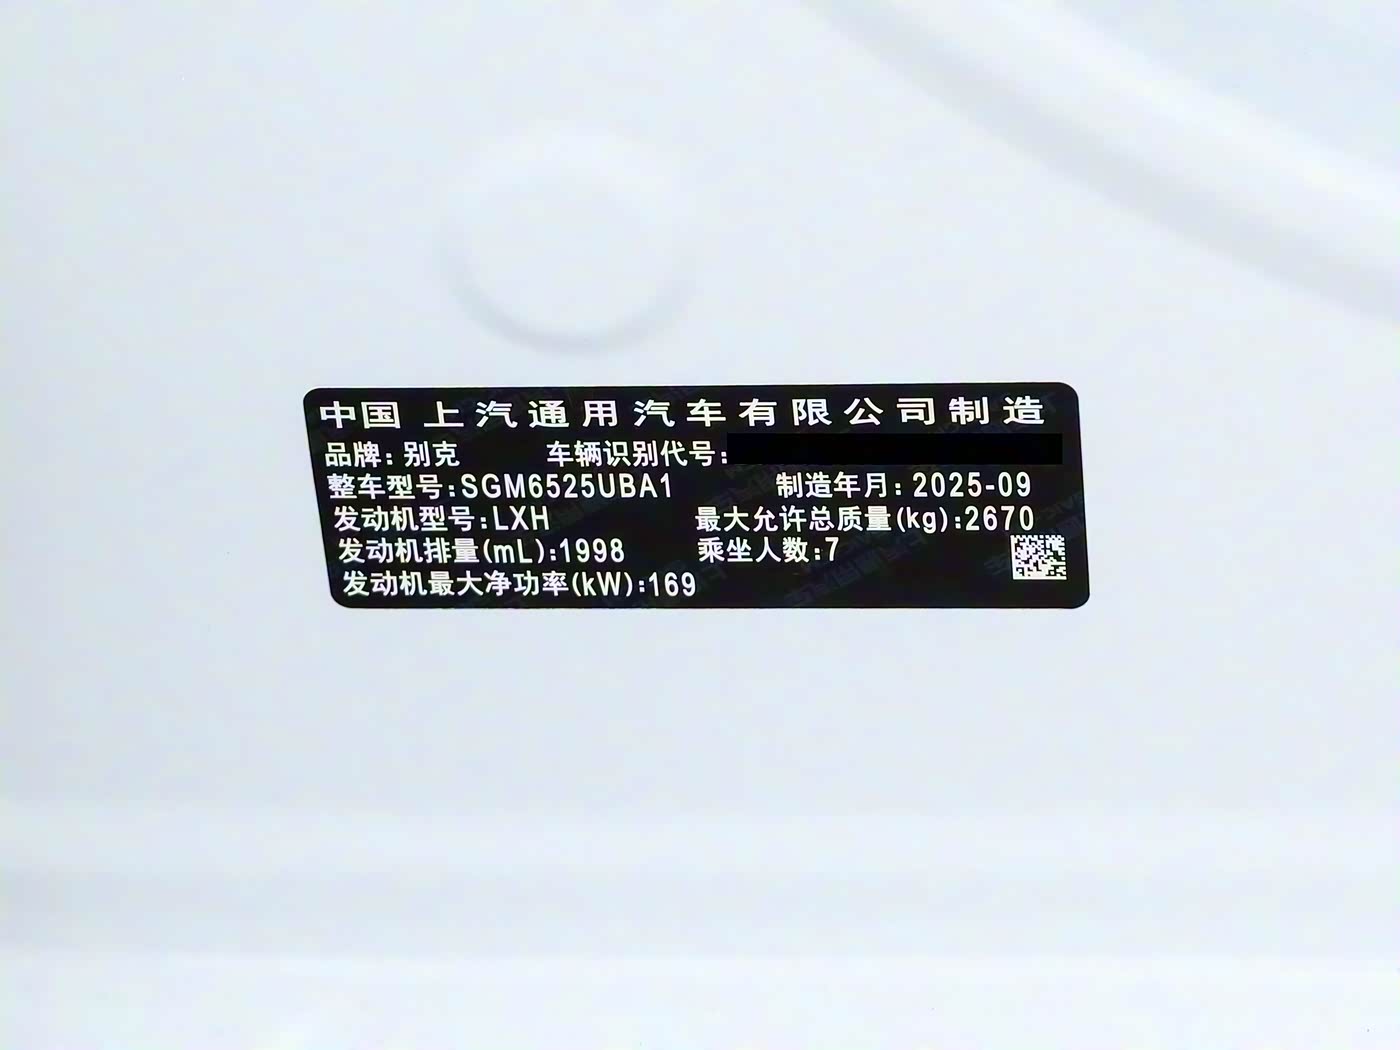 中国 上汽通用汽车有限公司制造
品牌：别克 车辆识别代号：
整车型号：SGM6525UBA1 制造年月：2025-09
发动机型号：LXH 最大允许总质量(kg)：2670
发动机排量(mL)：1998 乘坐人数：7
发动机最大净功率(kW)：169